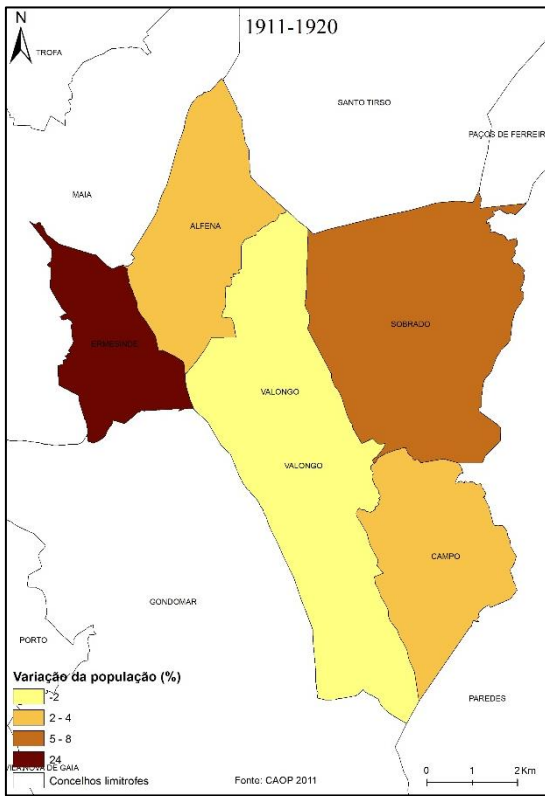 1911-1920
N
TROFA
SANTO TIRSO
PAÇOS DE FERREIR
MAIA
ALFENA
SOBRADO
ERMESINDE
VALONGO
VALONGO
CAMPO
GONDOMAR
PORTO
PAREDES
Variação da população (%)
-2
2 - 4
5 - 8
24
VILA NOVA DE GAIA
Concelhos limitrofes
Fonte: CAOP 2011
0 1 2 Km